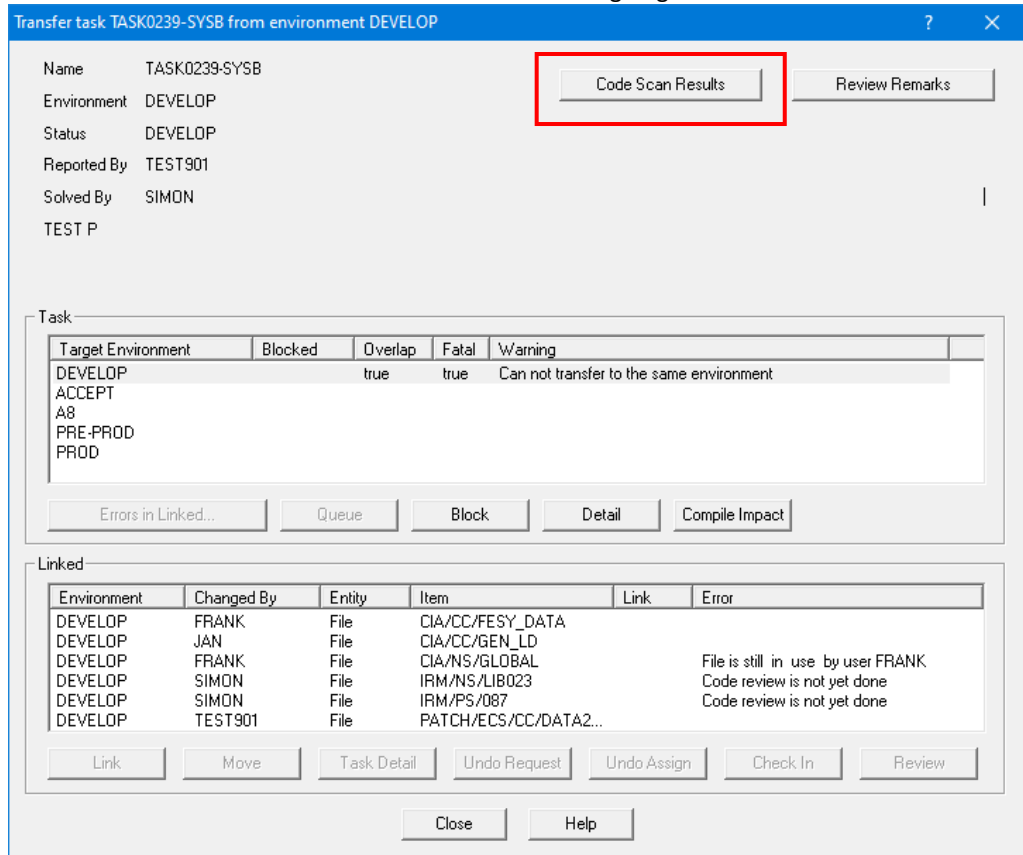 Transfer task TASK0239-SYSB from environment DEVELOP ? ×
Name TASK0239-SYSB Code Scan Results Review Remarks
Environment DEVELOP
Status DEVELOP
Reported By TEST901
Solved By SIMON
TEST P
Task
Target Environment Blocked Overlap Fatal Warning
DEVELOP true true Can not transfer to the same environment
ACCEPT
A8
PRE-PROD
PROD
Errors in Linked... Queue Block Detail Compile Impact
Linked
Environment Changed By Entity Item Link Error
DEVELOP FRANK File CIA/CC/FESY_DATA
DEVELOP JAN File CIA/CC/GEN_LD
DEVELOP FRANK File CIA/NS/GLOBAL File is still in use by user FRANK
DEVELOP SIMON File IRM/NS/LIB023 Code review is not yet done
DEVELOP SIMON File IRM/PS/087 Code review is not yet done
DEVELOP TEST901 File PATCH/ECS/CC/DATA2...
Link Move Task Detail Undo Request Undo Assign Check In Review
Close Help